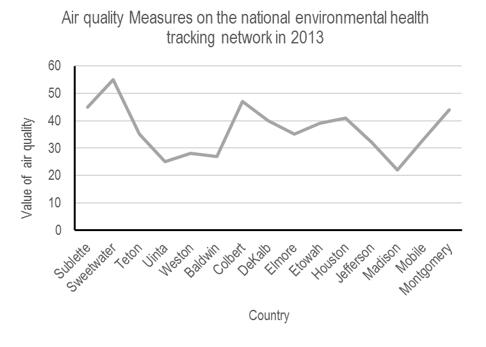 Air quality Measures on the national environmental health
tracking network in 2013
60
50
40
30
20
10
0
Value of air quality
Sublette
Sweetwater
Teton
Uinta
Weston
Baldwin
Colbert
DeKalb
Elmore
Etowah
Houston
Jefferson
Madison
Mobile
Montgomery
Country